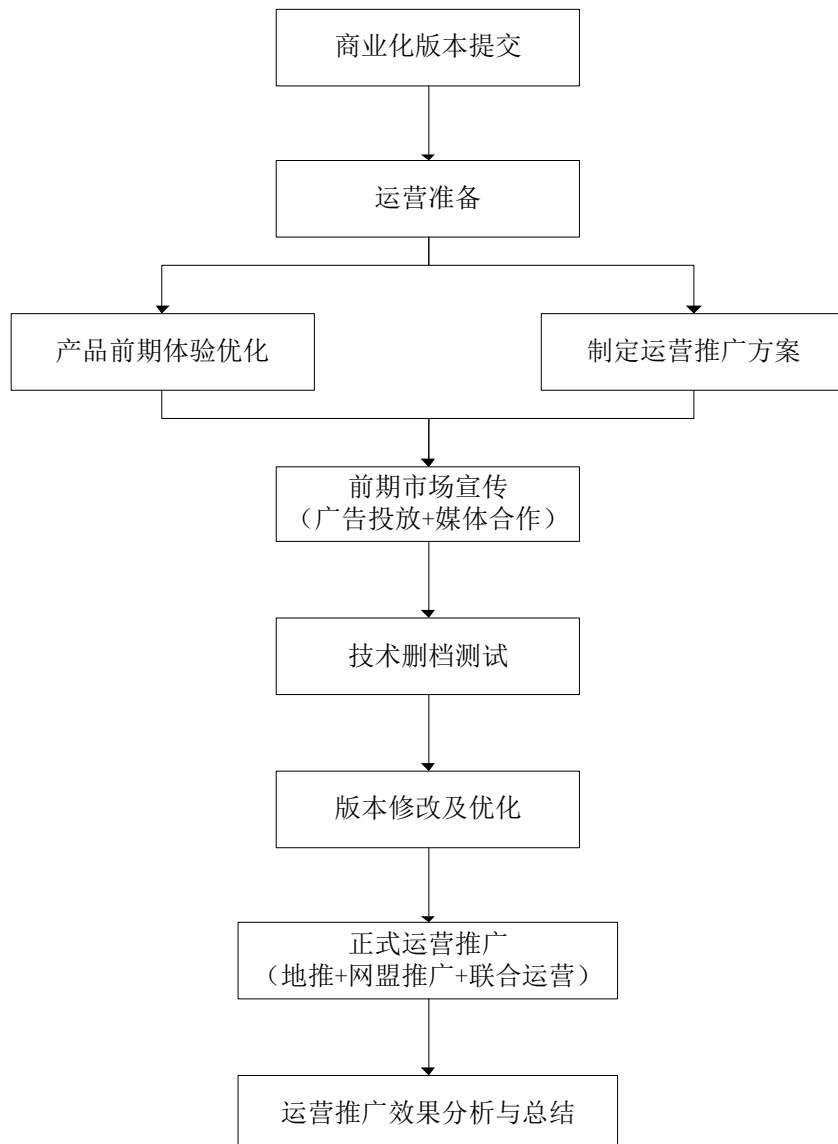 商业化版本提交
运营准备
产品前期体验优化
制定运营推广方案
前期市场宣传
（广告投放+媒体合作）
技术删档测试
版本修改及优化
正式运营推广
（地推+网盟推广+联合运营）
运营推广效果分析与总结